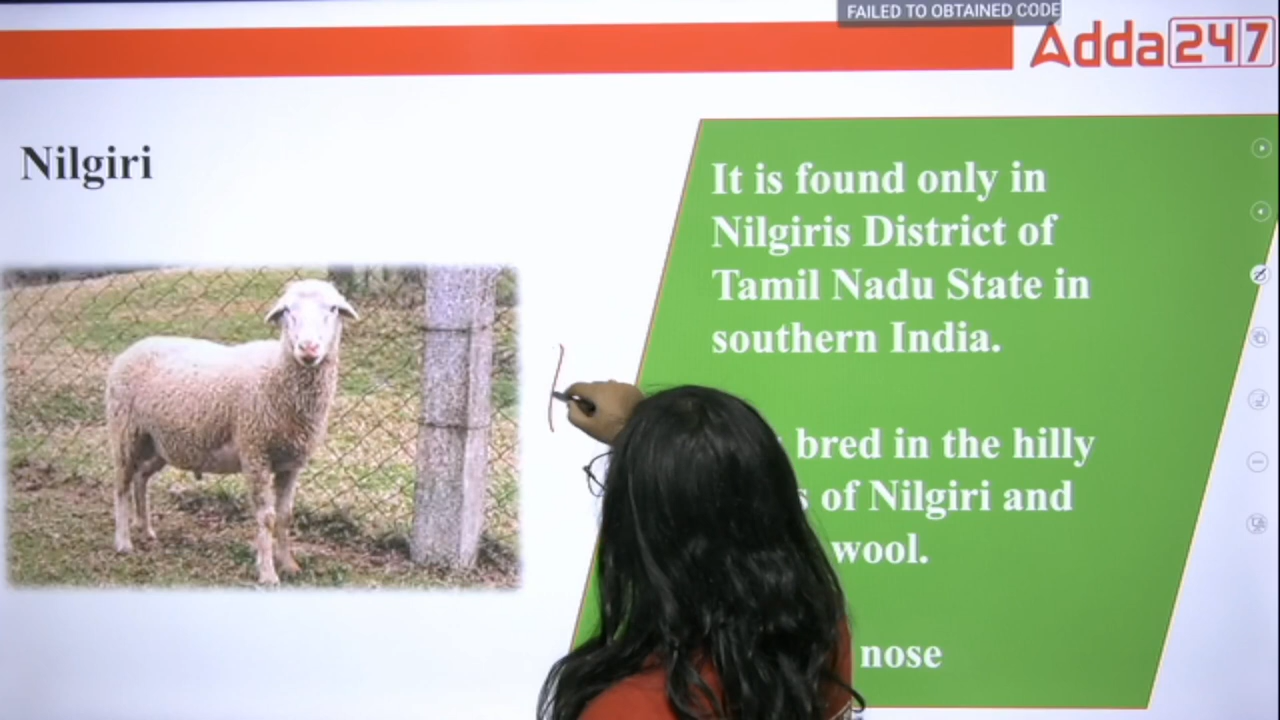 FAILED TO OBTAINED CODE
Adda247
Nilgiri
It is found only in
Nilgiris District of
Tamil Nadu State in
southern India.
bred in the hilly
of Nilgiri and
wool.
nose